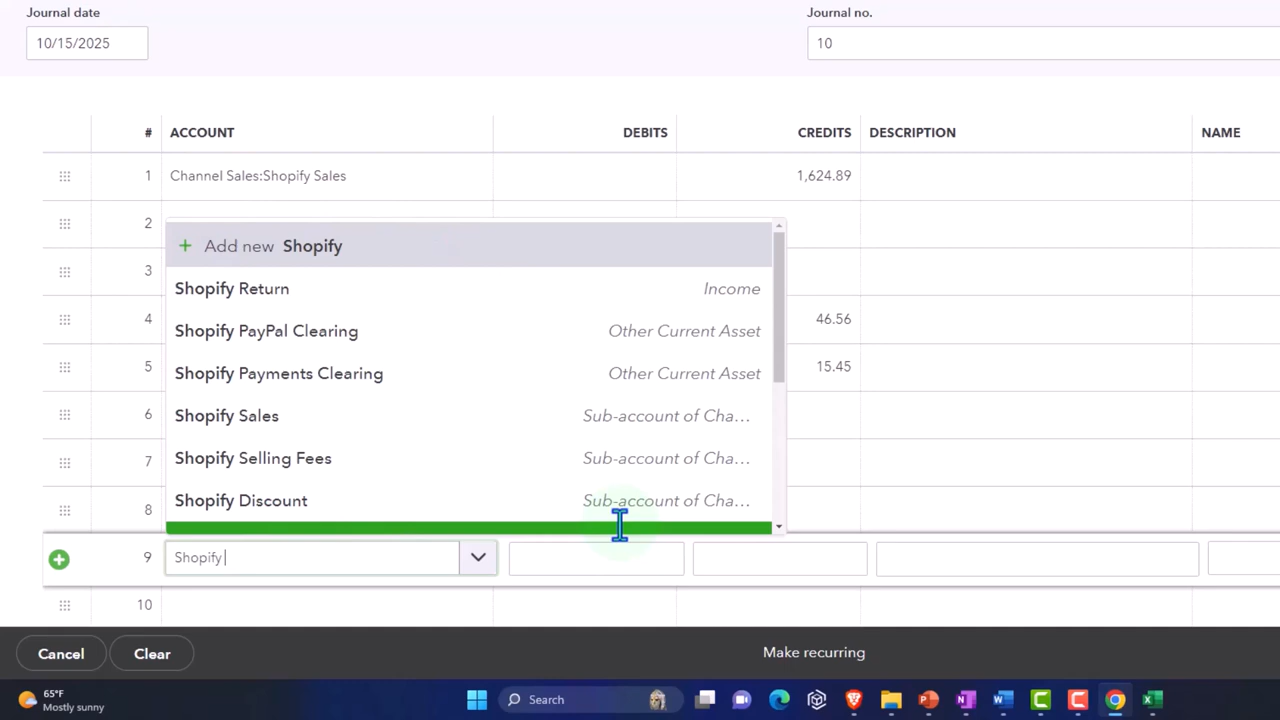 Journal date
Journal no.
10/15/2025
10
# ACCOUNT DEBITS CREDITS DESCRIPTION NAME
1 Channel Sales:Shopify Sales 1,624.89
2
+ Add new Shopify
3
Shopify Return Income
4
Shopify PayPal Clearing Other Current Asset
46.56
5
Shopify Payments Clearing Other Current Asset
15.45
6
Shopify Sales Sub-account of Cha...
7
Shopify Selling Fees Sub-account of Cha...
8
Shopify Discount Sub-account of Cha...
9 Shopify
10
Cancel Clear Make recurring
65°F
Mostly sunny
Search